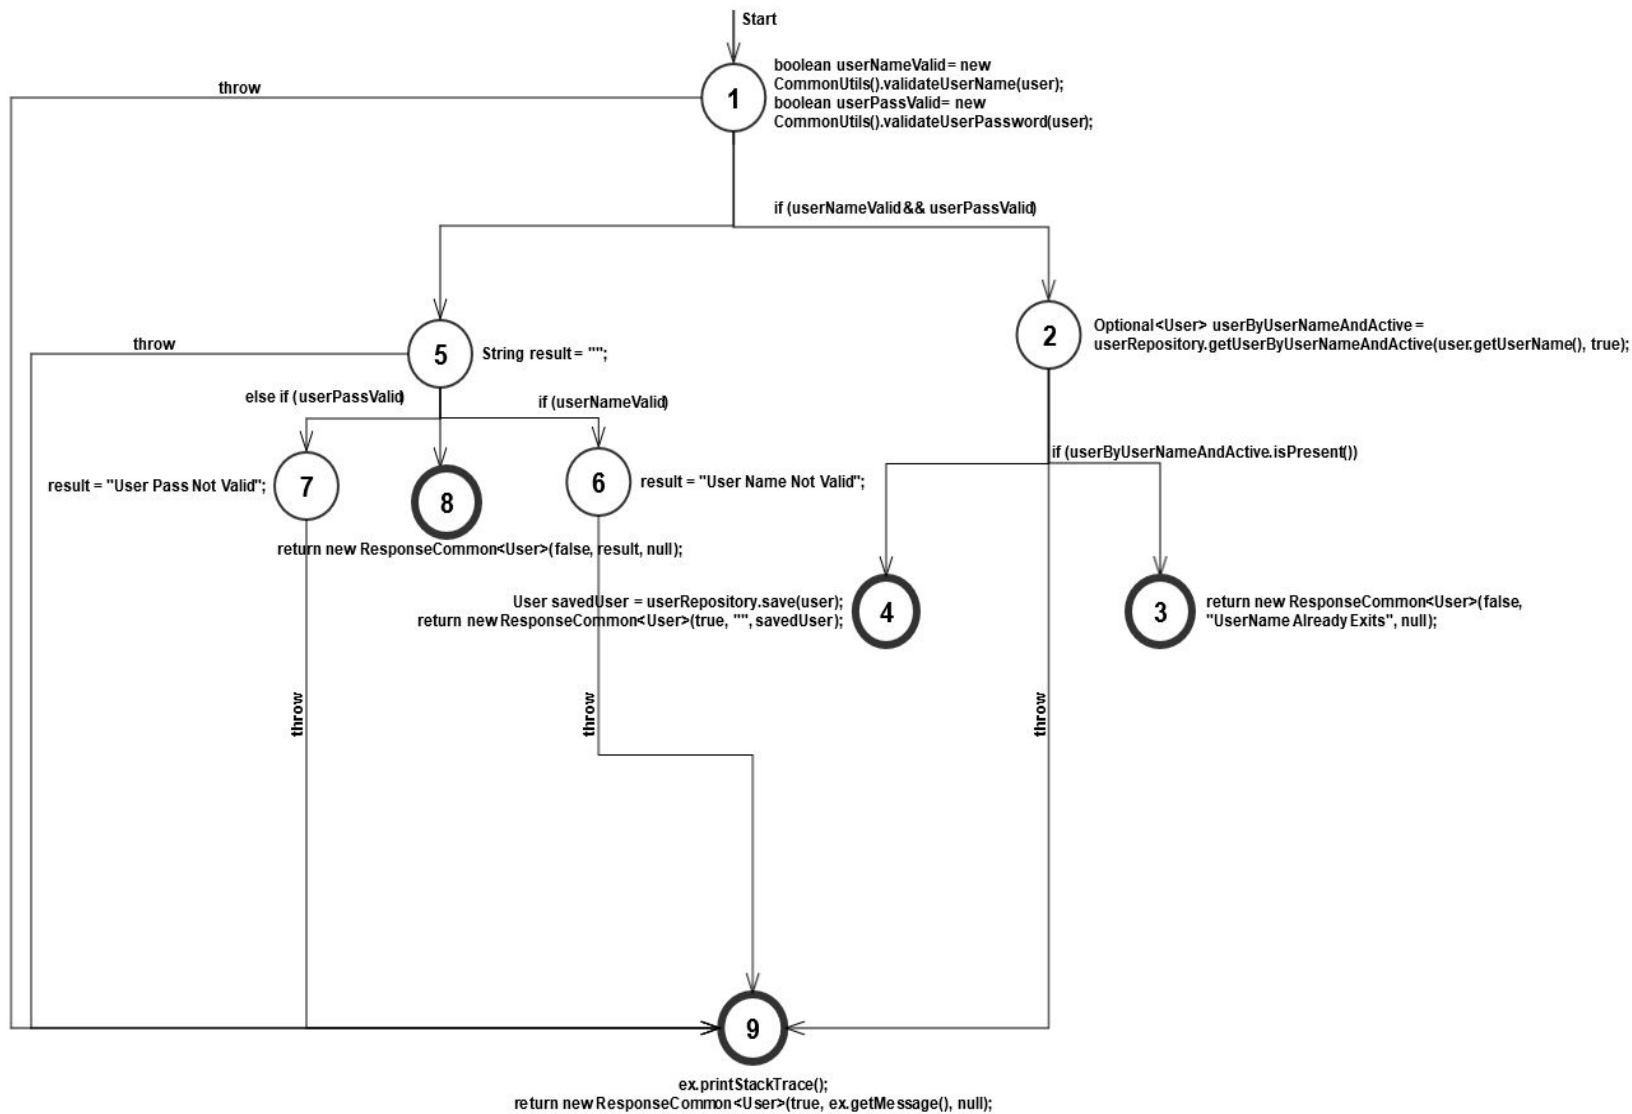 Start
boolean userNameValid= new
CommonUtils().validateUserName(user);
boolean userPassValid= new
CommonUtils().validateUserPassword(user);
1
throw
if (userNameValid && userPassValid)
2
Optional<User> userByUserNameAndActive =
userRepository.getUserByUserNameAndActive(user.getUserName(), true);
throw
5
String result = "";
else if (userPassValid)
if (userNameValid)
if (userByUserNameAndActive.isPresent())
result = "User Pass Not Valid";
7
8
6
result = "User Name Not Valid";
return new ResponseCommon<User>(false, result, null);
User savedUser = userRepository.save(user);
return new ResponseCommon<User>(true, "", savedUser);
4
3
return new ResponseCommon<User>(false,
"UserName Already Exits", null);
throw
throw
throw
9
ex.printStackTrace();
return new ResponseCommon<User>(true, ex.getMessage(), null);